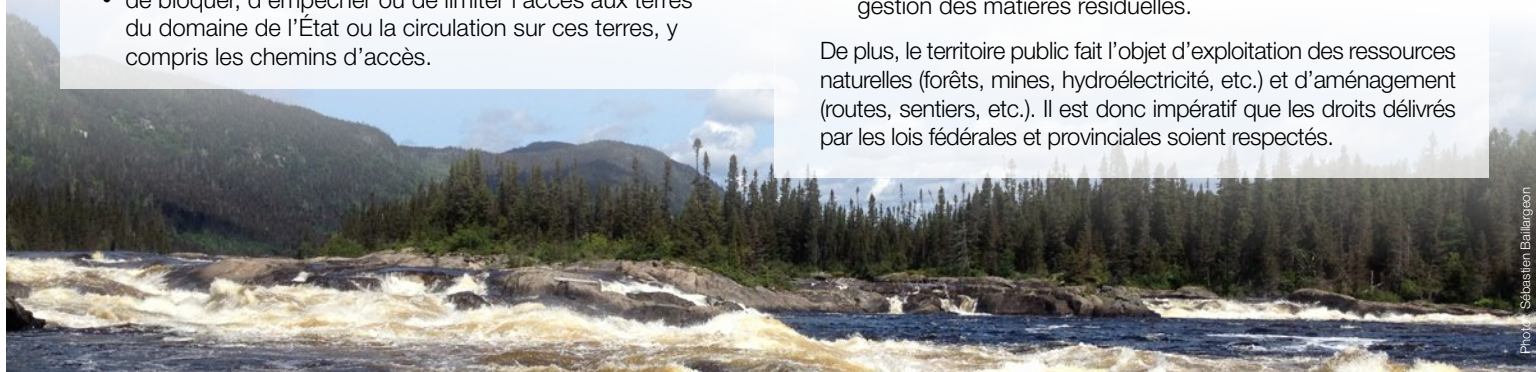 • de bloquer, d'empêcher ou de limiter l'accès aux terres
du domaine de l'État ou la circulation sur ces terres, y
compris les chemins d'accès.
gestion des matières résiduelles.
De plus, le territoire public fait l'objet d'exploitation des ressources
naturelles (forêts, mines, hydroélectricité, etc.) et d'aménagement
(routes, sentiers, etc.). Il est donc impératif que les droits délivrés
par les lois fédérales et provinciales soient respectés.
Photo : Sébastien Baillargeon